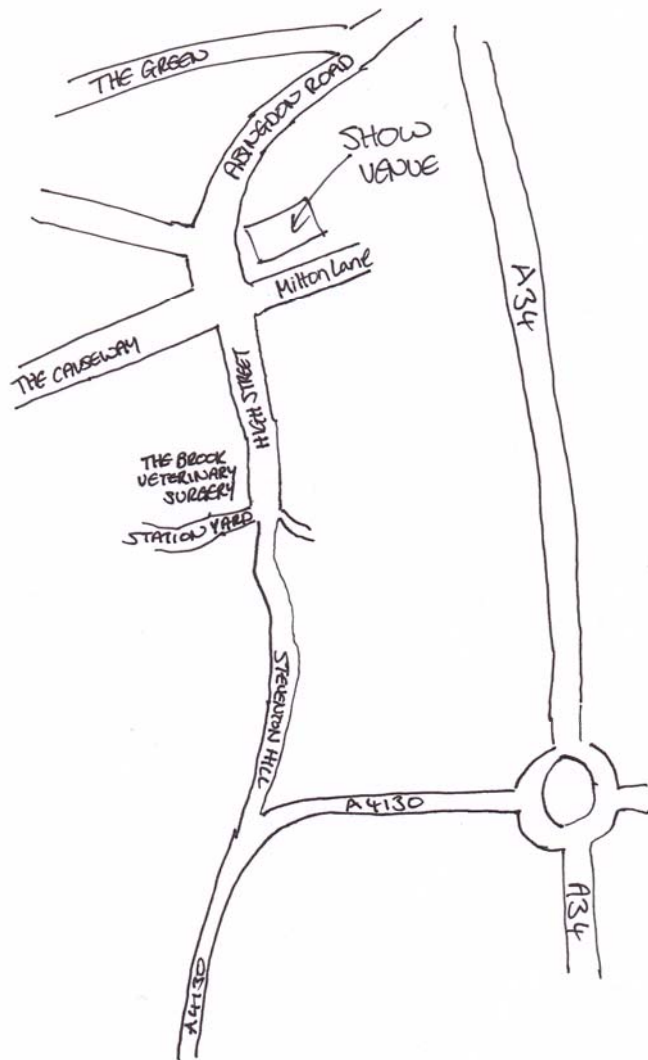 THE GREEN
ABINGDON ROAD
SHOW
VENUE
Milton Lane
A34
THE CAUSEWAY
HIGH STREET
THE BROOK
VETERINARY
SURGERY
STATION YARD
STEVENTON HILL
A4130
A34
A4130